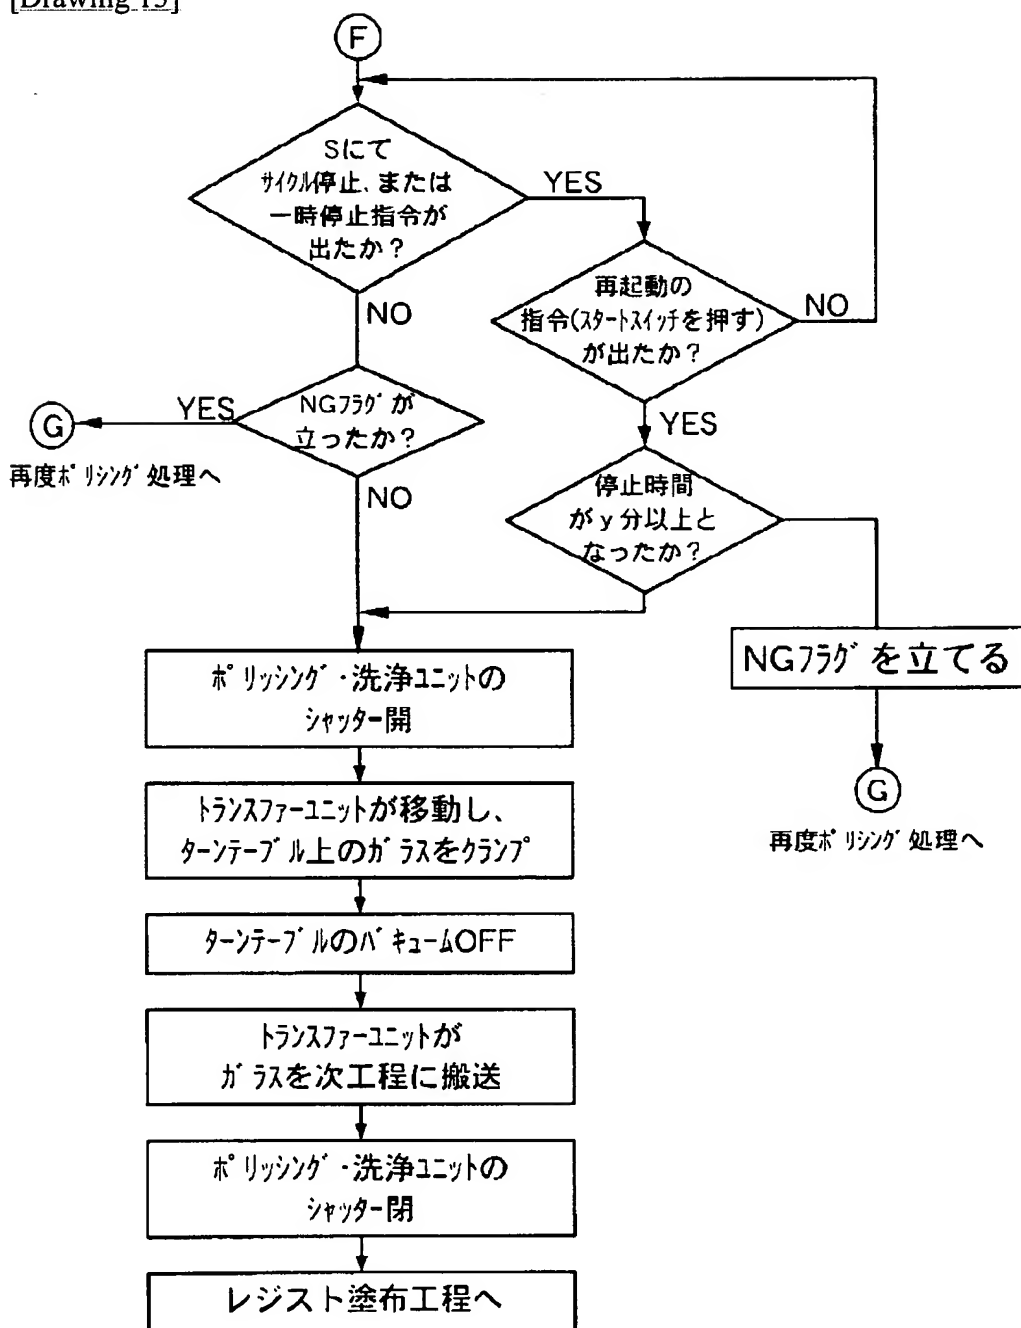 [Drawing 15]
F
Sにて
サイクル停止、または
一時停止指令が
出たか？
YES
NO
再起動の
指令(スタートスイッチを押す)
が出たか？
NO
YES
NGフラグが
立ったか？
YES
G
再度ポリシング処理へ
NO
停止時間
がy分以上と
なったか？
NGフラグを立てる
G
再度ポリシング処理へ
ポリッシング・洗浄ユニットの
シャッター開
トランスファーユニットが移動し、
ターンテーブル上のガラスをクランプ
ターンテーブルのバキュームOFF
トランスファーユニットが
ガラスを次工程に搬送
ポリッシング・洗浄ユニットの
シャッター閉
レジスト塗布工程へ